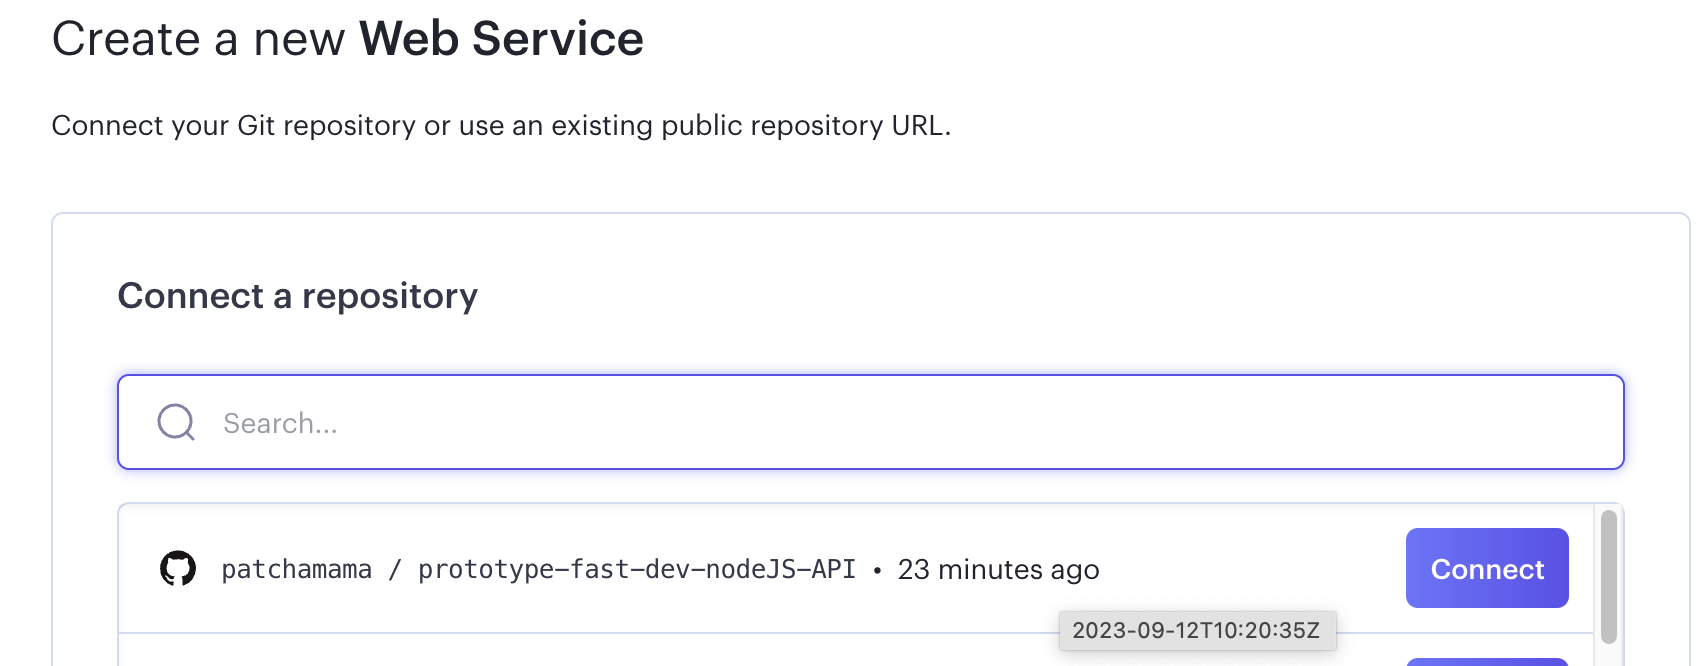 Create a new Web Service
Connect your Git repository or use an existing public repository URL.
Connect a repository
Search...
patchamama / prototype-fast-dev-nodeJS-API • 23 minutes ago
Connect
2023-09-12T10:20:35Z